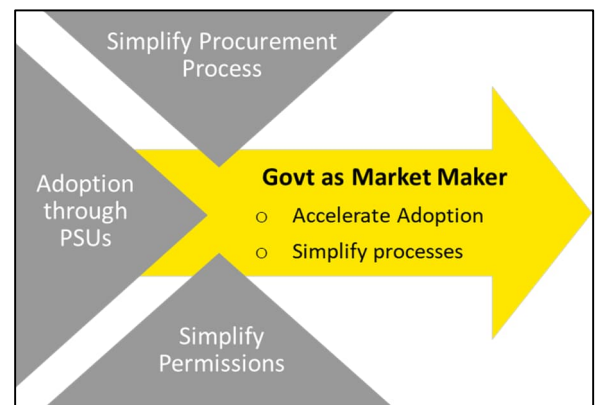 Simplify Procurement
Process
Adoption
through
PSUs
Govt as Market Maker
o Accelerate Adoption
o Simplify processes
Simplify
Permissions